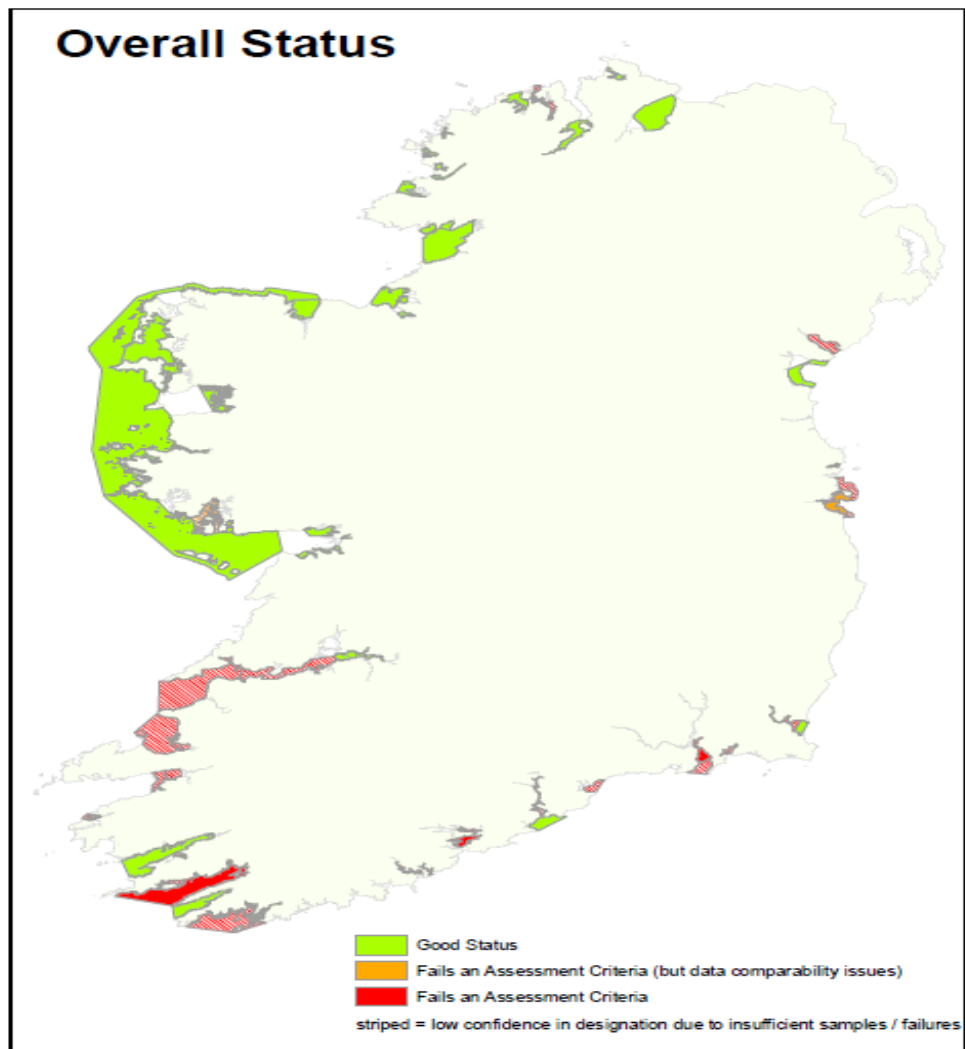 Overall Status
Good Status
Fails an Assessment Criteria (but data comparability issues)
Fails an Assessment Criteria
striped = low confidence in designation due to insufficient samples / failures